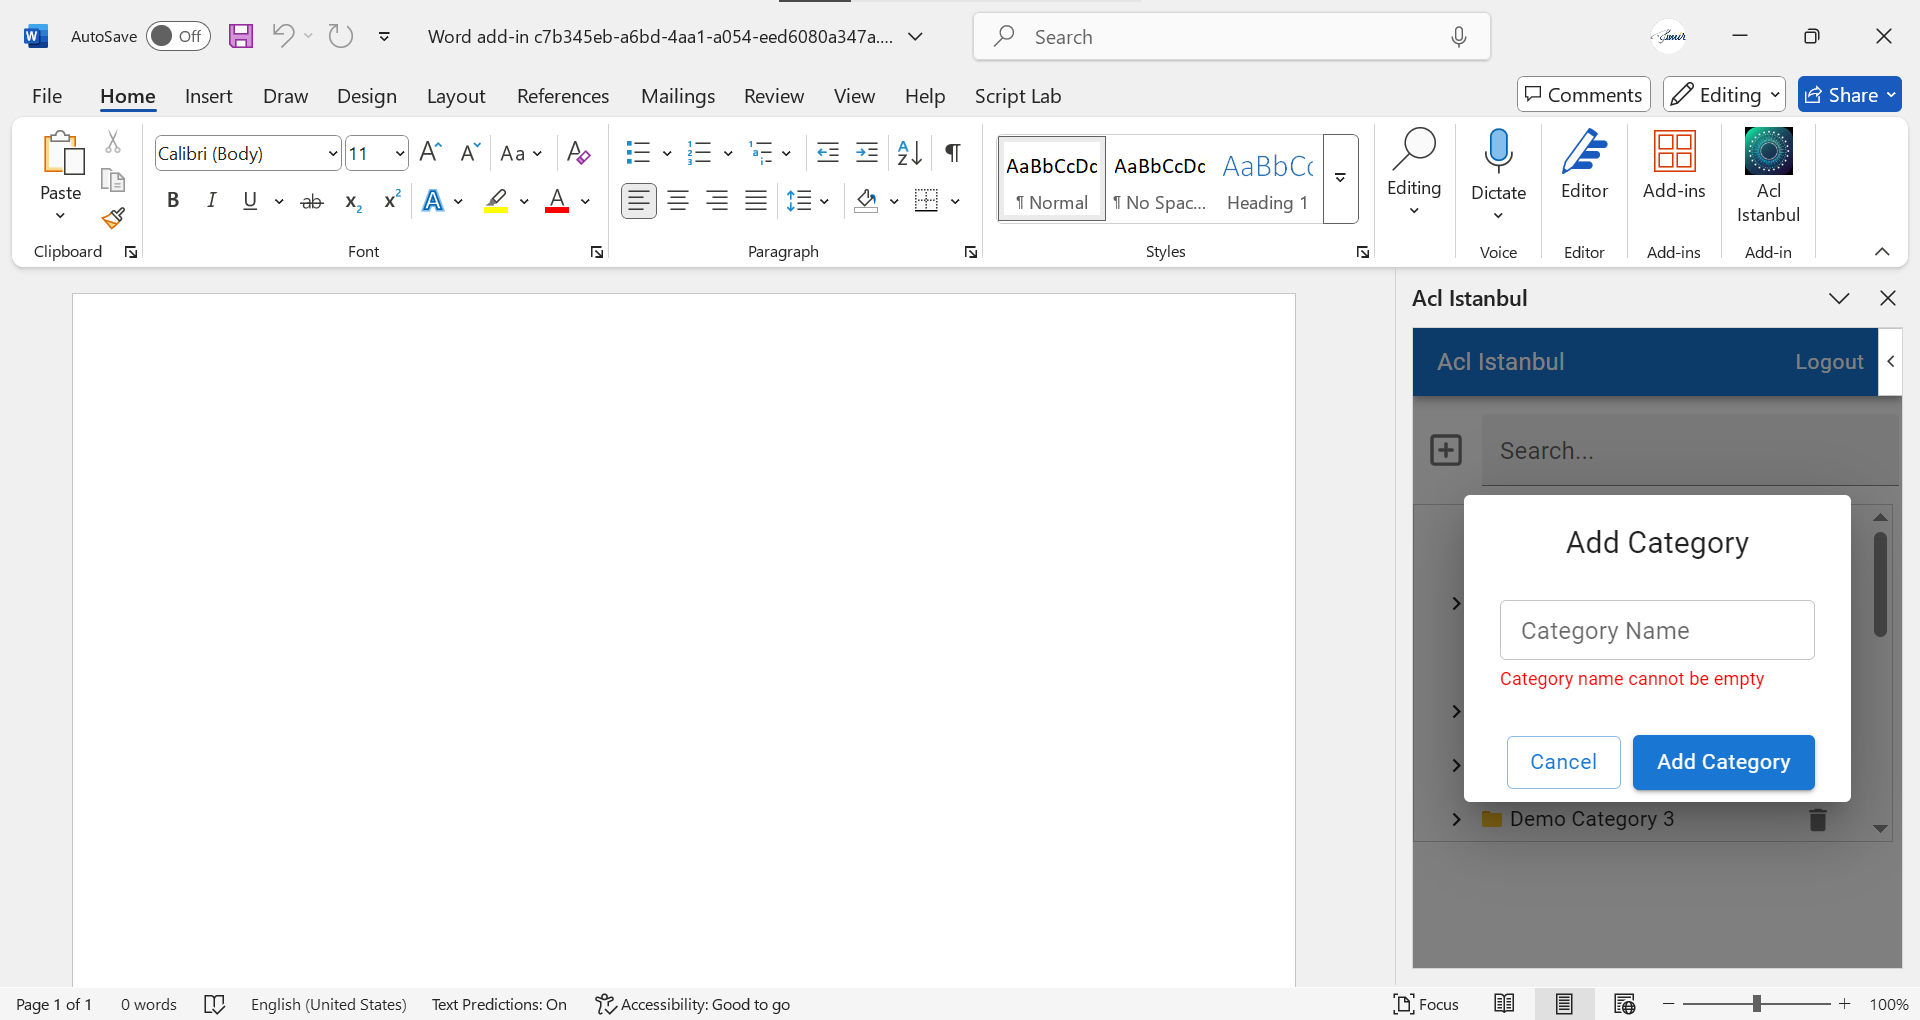 AutoSave Off Word add-in c7b345eb-a6bd-4aa1-a054-eed6080a347a.... Search
File Home Insert Draw Design Layout References Mailings Review View Help Script Lab Comments Editing Share
Paste
Clipboard
Calibri (Body) 11
Font
Paragraph
AaBbCcDc AaBbCcDc AaBbCc
¶ Normal ¶ No Spac... Heading 1
Styles
Editing
Dictate
Voice
Editor
Editor
Add-ins
Add-ins
Acl
Istanbul
Add-in
Acl Istanbul
Acl Istanbul Logout
Search...
Add Category
Category Name
Category name cannot be empty
Cancel Add Category
Demo Category 3
Page 1 of 1 0 words English (United States) Text Predictions: On Accessibility: Good to go Focus 100%